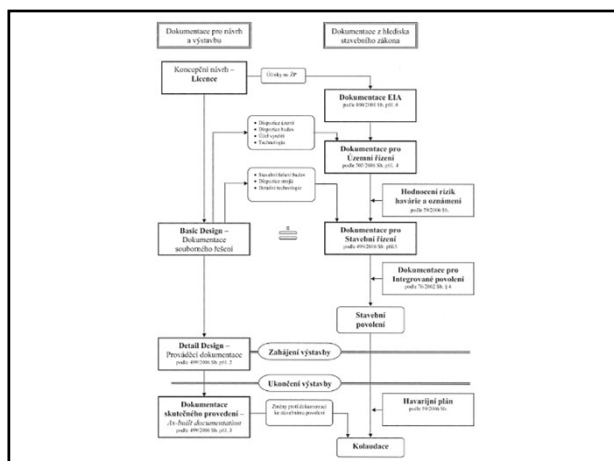 Dokumentace pro návrh
a výstavbu
Dokumentace z hlediska
stavebního zákona
Koncepční návrh –
Licence
Účinky na ŽP
Dokumentace EIA
podle 100/2001 Sb. příl. 4
Dispozice území
Dispozice budov
Účel využití
Technologie
Dokumentace pro
Územní řízení
podle 503/2006 Sb. příl. 4
Stavební řešení budov
Dispozice strojů
Detailní technologie
Hodnocení rizik
havárie a oznámení
podle 59/2006 Sb.
Basic Design –
Dokumentace
souborného řešení
=
Dokumentace pro
Stavební řízení
podle 499/2006 Sb. příl.1
Dokumentace pro
Integrované povolení
podle 76/2002 Sb. § 4
Stavební
povolení
Detail Design –
Prováděcí dokumentace
podle 499/2006 Sb. příl. 2
Zahájení výstavby
Ukončení výstavby
Dokumentace
skutečného provedení –
As-built documentation
podle 499/2006 Sb. příl. 3
Změny proti dokumentaci
ke stavebnímu povolení
Havarijní plán
podle 59/2006 Sb.
Kolaudace